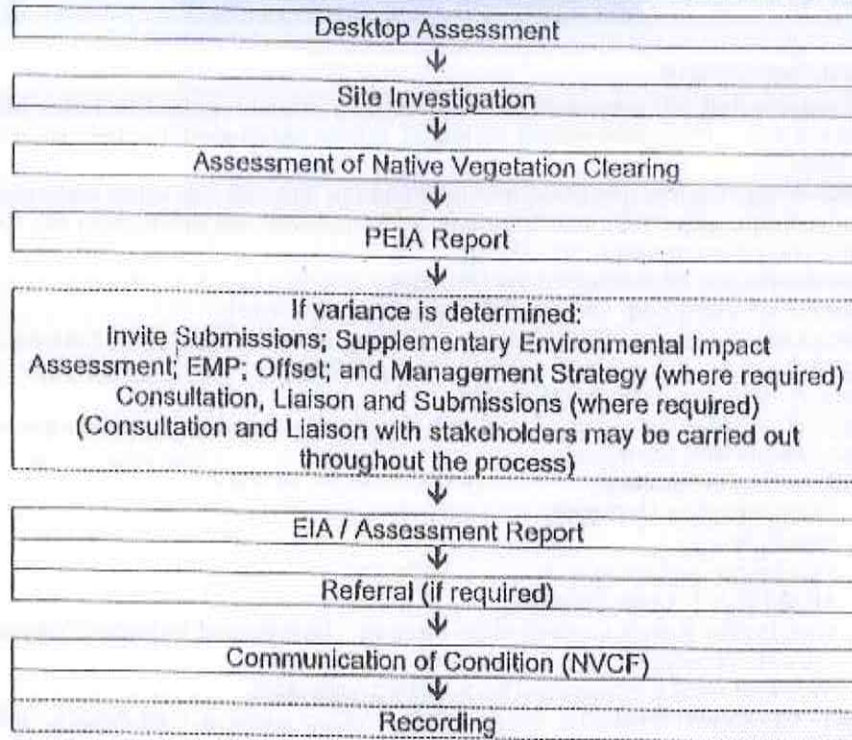 Desktop Assessment
Site Investigation
Assessment of Native Vegetation Clearing
PEIA Report
If variance is determined:
Invite Submissions; Supplementary Environmental Impact
Assessment; EMP; Offset; and Management Strategy (where required)
Consultation, Liaison and Submissions (where required)
(Consultation and Liaison with stakeholders may be carried out
throughout the process)
EIA / Assessment Report
Referral (if required)
Communication of Condition (NVCF)
Recording